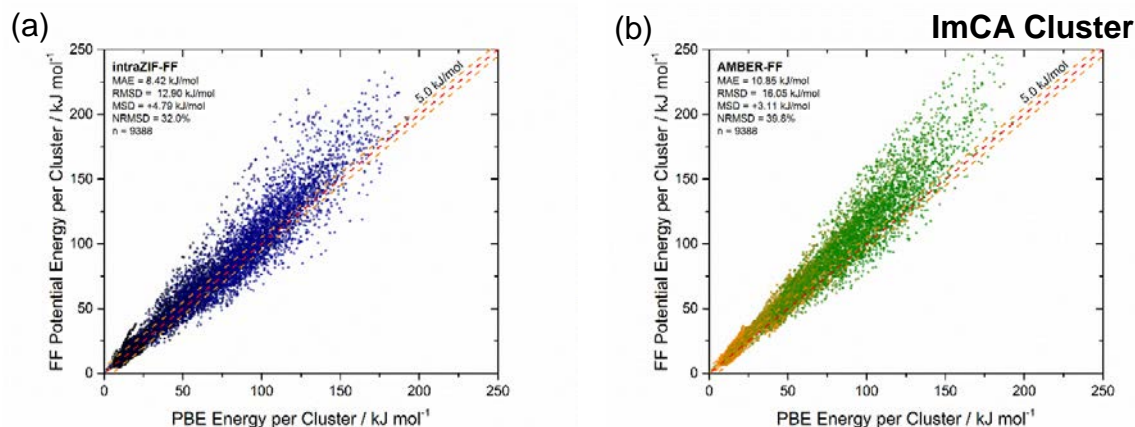 (a)
(b)
ImCA Cluster
intraZIF-FF
MAE = 8.42 kJ/mol
RMSD = 12.90 kJ/mol
MSD = +4.79 kJ/mol
NRMSD = 32.0%
n = 9388
5.0 kJ/mol
FF Potential Energy per Cluster / kJ mol⁻¹
250
200
150
100
50
0
0 50 100 150 200 250
PBE Energy per Cluster / kJ mol⁻¹
AMBER-FF
MAE = 10.85 kJ/mol
RMSD = 16.05 kJ/mol
MSD = +3.11 kJ/mol
NRMSD = 39.8%
n = 9388
5.0 kJ/mol
FF Potential Energy per Cluster / kJ mol⁻¹
250
200
150
100
50
0
0 50 100 150 200 250
PBE Energy per Cluster / kJ mol⁻¹